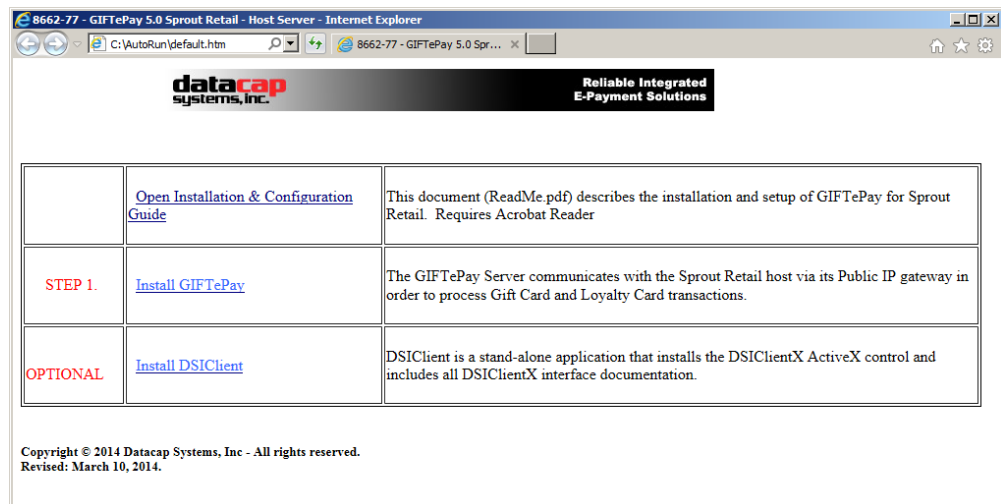 8662-77 - GIFTePay 5.0 Sprout Retail - Host Server - Internet Explorer
C:\AutoRun\default.htm
8662-77 - GIFTePay 5.0 Spr...
datacap
systems, inc.
Reliable Integrated
E-Payment Solutions
Open Installation & Configuration
Guide
This document (ReadMe.pdf) describes the installation and setup of GIFTePay for Sprout
Retail. Requires Acrobat Reader
STEP 1.
Install GIFTePay
The GIFTePay Server communicates with the Sprout Retail host via its Public IP gateway in
order to process Gift Card and Loyalty Card transactions.
OPTIONAL
Install DSIClient
DSIClient is a stand-alone application that installs the DSIClientX ActiveX control and
includes all DSIClientX interface documentation.
Copyright © 2014 Datacap Systems, Inc - All rights reserved.
Revised: March 10, 2014.